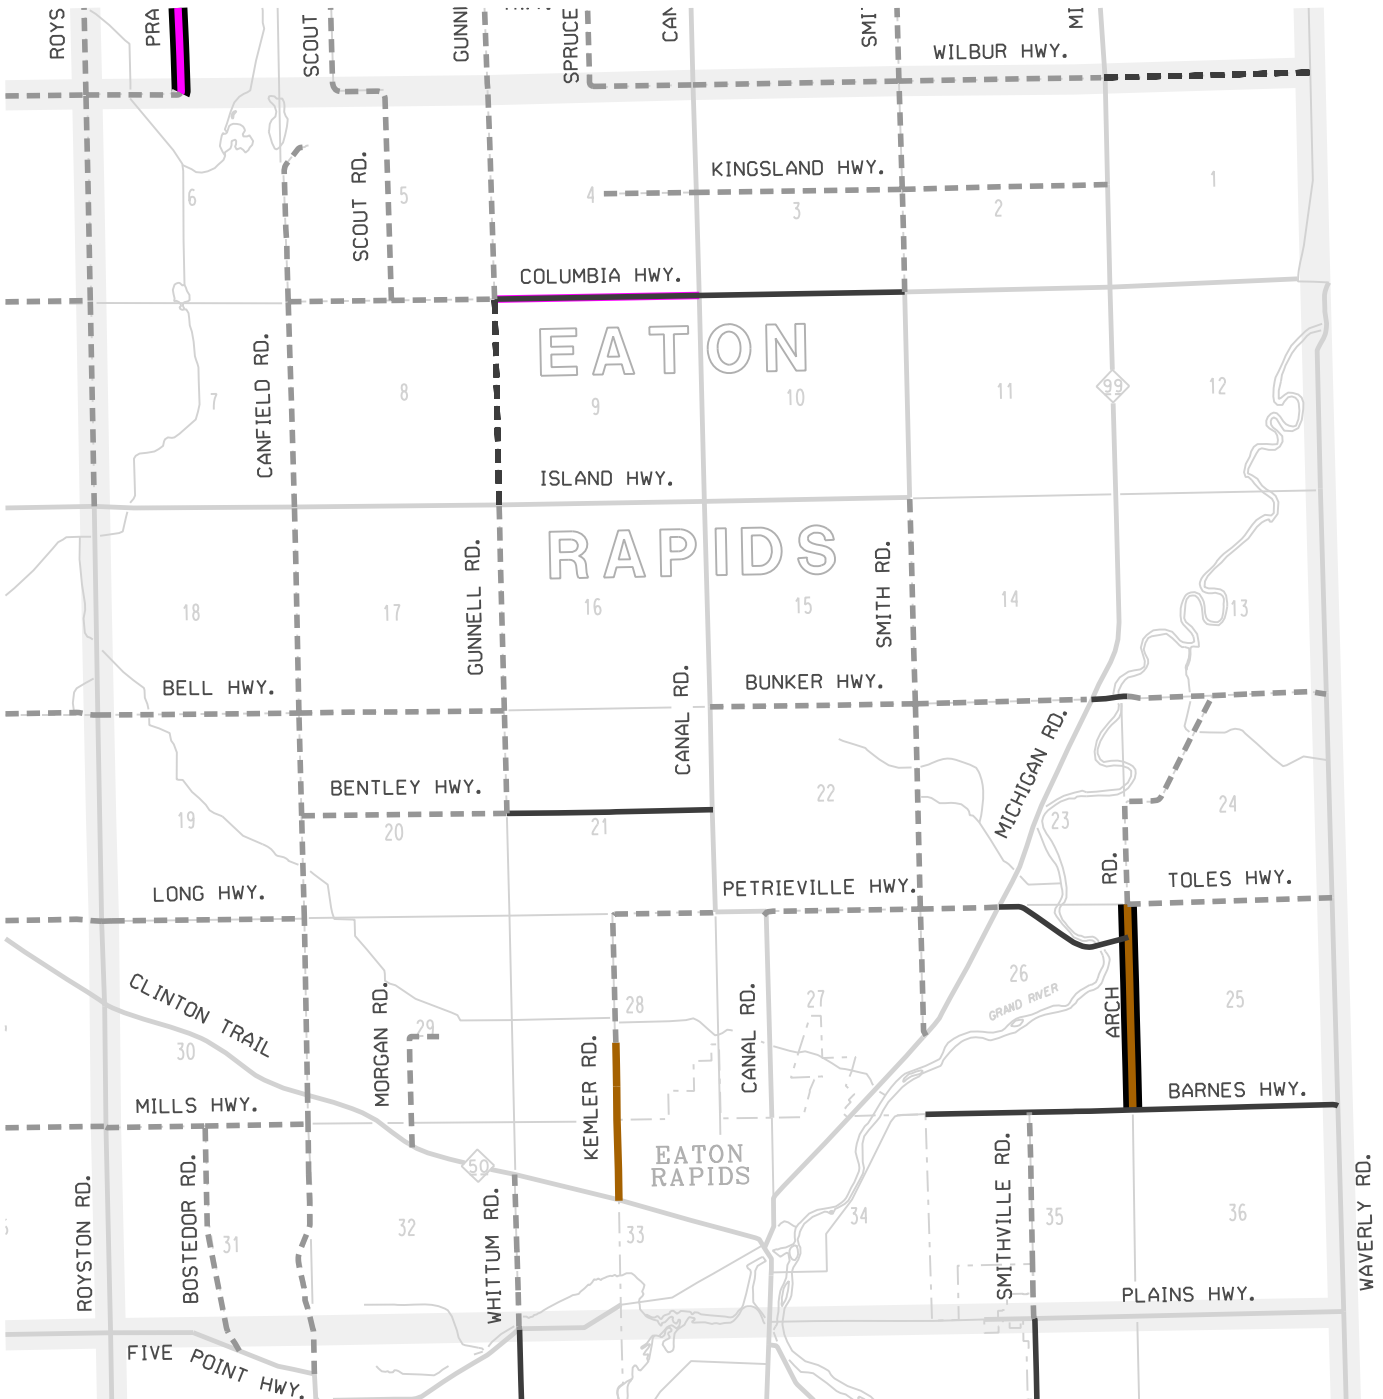 ROYS
PRA
SCOUT
GUNNI
SPRUCE
CAN
SMI
MI
WILBUR HWY.
KINGSLAND HWY.
SCOUT RD.
1
6
5
4
3
2
COLUMBIA HWY.
EATON
CANFIELD RD.
7
8
9
10
11
99
12
ISLAND HWY.
RAPIDS
GUNNELL RD.
SMITH RD.
18
17
16
15
14
13
BELL HWY.
CANAL RD.
BUNKER HWY.
MICHIGAN RD.
BENTLEY HWY.
22
24
19
20
21
23
LONG HWY.
PETRIEVILLE HWY.
RD.
TOLES HWY.
CLINTON TRAIL
26
GRAND RIVER
ARCH
25
MORGAN RD.
29
28
27
CANAL RD.
KEMLER RD.
30
MILLS HWY.
BARNES HWY.
50
EATON
RAPIDS
ROYSTON RD.
BOSTEDOR RD.
31
32
WHITTUM RD.
33
34
SMITHVILLE RD.
35
36
WAVERLY RD.
PLAINS HWY.
FIVE POINT HWY.